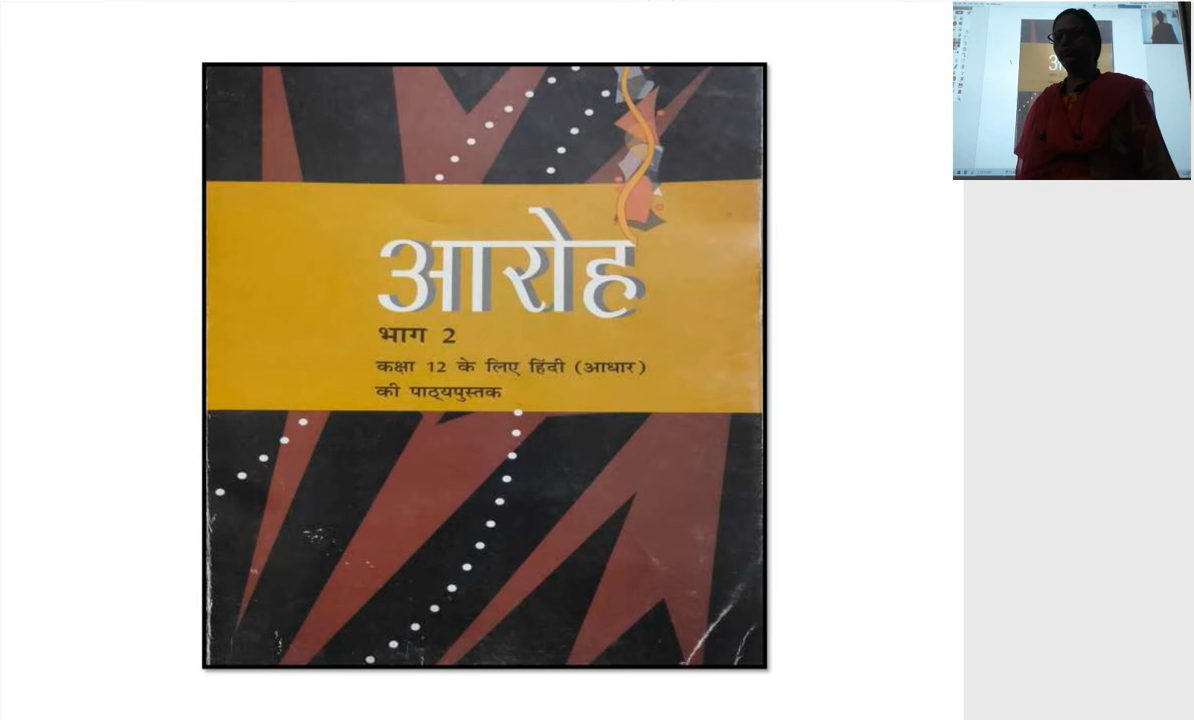 आरोह
भाग 2
कक्षा 12 के लिए हिंदी (आधार)
की पाठ्यपुस्तक